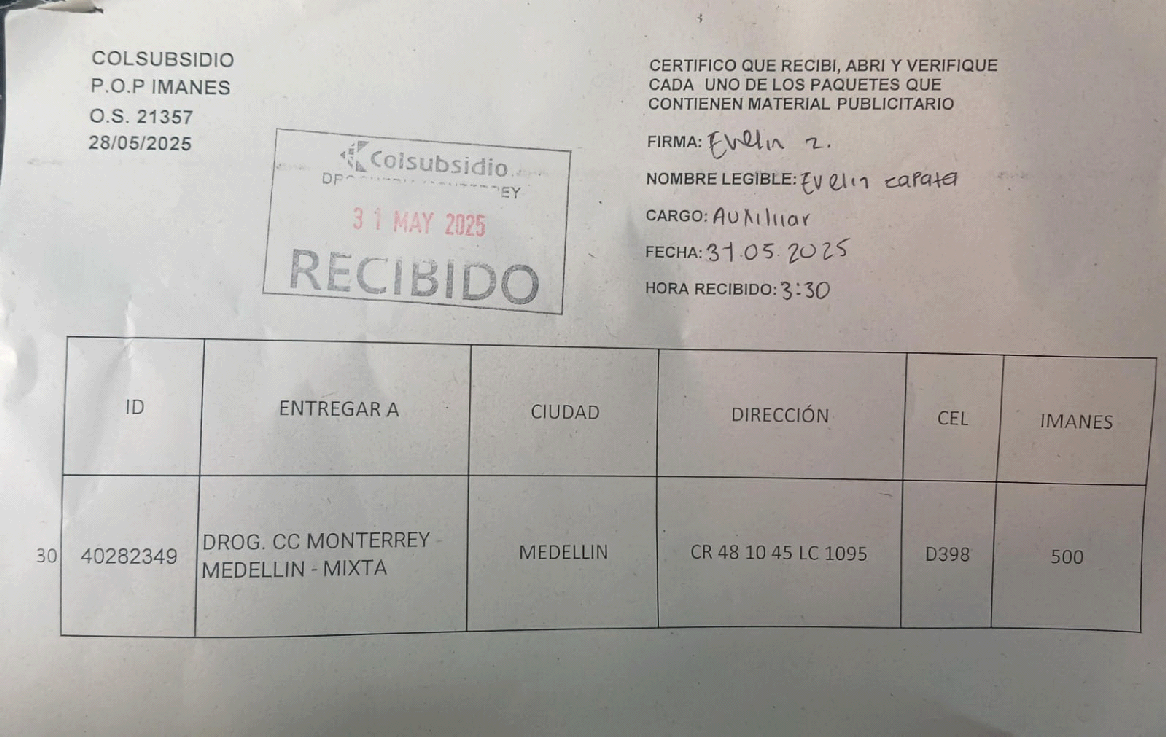 COLSUBSIDIO
P.O.P IMANES
O.S. 21357
28/05/2025
Colsubsidio
31 MAY 2025
RECIBIDO
CERTIFICO QUE RECIBI, ABRI Y VERIFIQUE
CADA UNO DE LOS PAQUETES QUE
CONTIENEN MATERIAL PUBLICITARIO
FIRMA: Evelin Z.
NOMBRE LEGIBLE: Evelin zapata
CARGO: Auxiliar
FECHA: 31.05.2025
HORA RECIBIDO: 3:30
ID ENTREGAR A CIUDAD DIRECCIÓN CEL IMANES
30 40282349 DROG. CC MONTERREY - MEDELLIN CR 48 10 45 LC 1095 D398 500
MEDELLIN - MIXTA